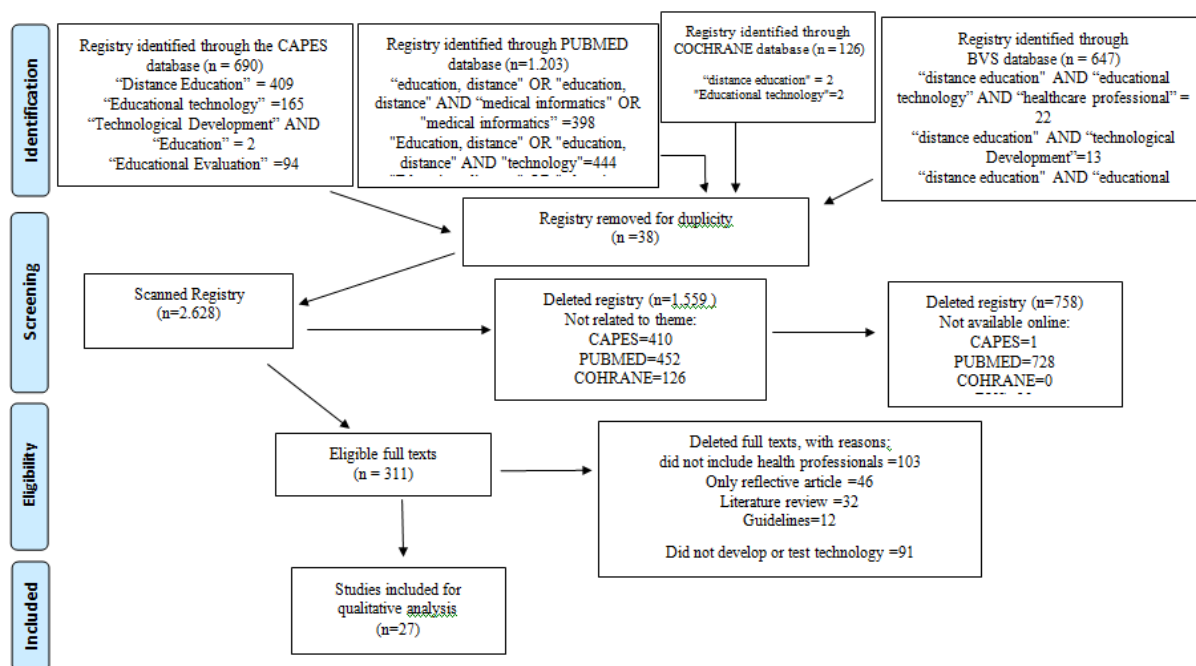 Identification
Registry identified through the CAPES
database (n = 690)
“Distance Education” = 409
“Educational technology” =165
“Technological Development” AND
“Education” = 2
“Educational Evaluation” =94
Registry identified through PUBMED
database (n=1.203)
“education, distance" OR "education,
distance" AND “medical informatics” OR
"medical informatics” =398
"Education, distance" OR "education,
distance" AND "technology"=444
Registry identified through
COCHRANE database (n = 126)
“distance education" = 2
"Educational technology"=2
Registry identified through
BVS database (n = 647)
“distance education" AND “educational
technology” AND “healthcare professional” =
22
“distance education" AND “technological
Development”=13
“distance education" AND “educational
Screening
Registry removed for duplicity
(n =38)
Scanned Registry
(n=2.628)
Deleted registry (n=1.559 )
Not related to theme:
CAPES=410
PUBMED=452
COHRANE=126
Deleted registry (n=758)
Not available online:
CAPES=1
PUBMED=728
COHRANE=0
Eligibility
Eligible full texts
(n = 311)
Deleted full texts, with reasons;
did not include health professionals =103
Only reflective article =46
Literature review =32
Guidelines=12
Did not develop or test technology =91
Included
Studies included for
qualitative analysis
(n=27)